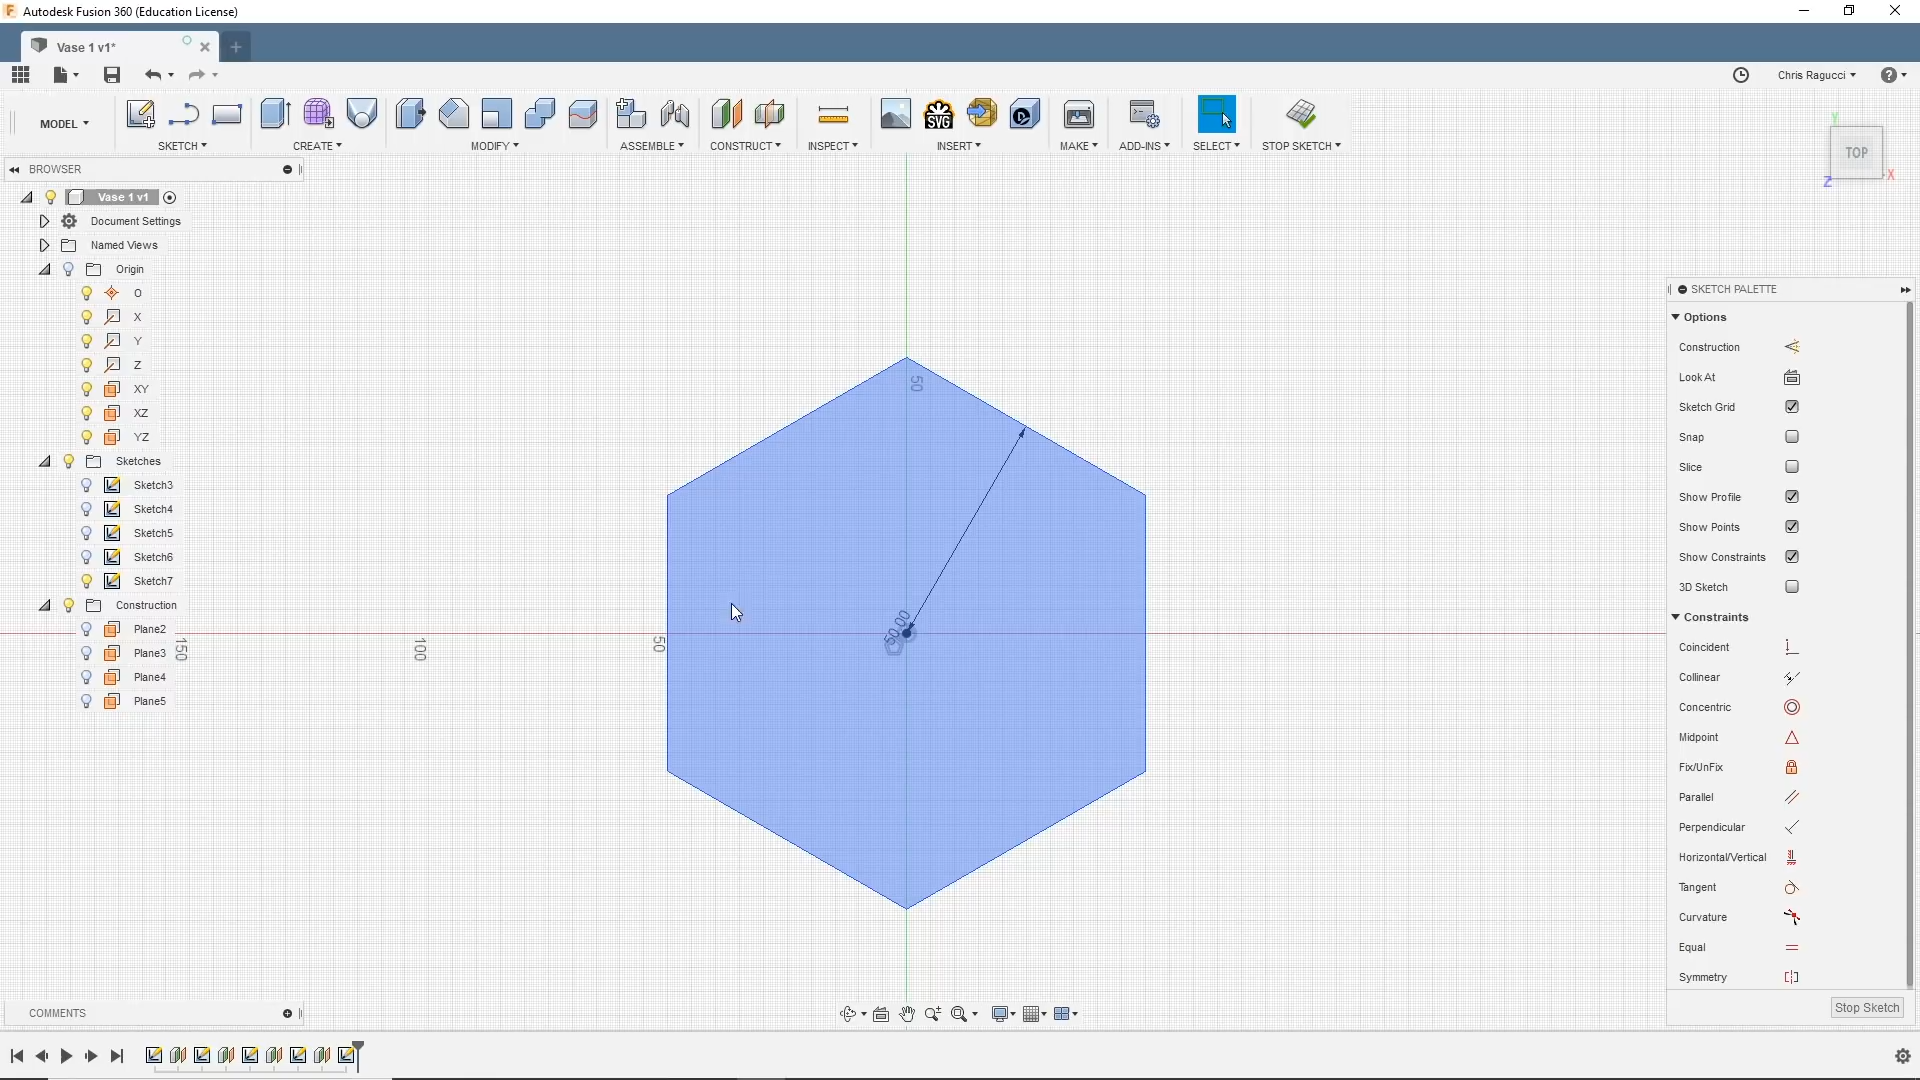 Autodesk Fusion 360 (Education License)
Vase 1 v1*
Chris Ragucci
MODEL
SKETCH
CREATE
MODIFY
ASSEMBLE
CONSTRUCT
INSPECT
SVG
INSERT
MAKE
ADD-INS
SELECT
STOP SKETCH
BROWSER
Vase 1 v1
Document Settings
Named Views
Origin
O
X
Y
Z
XY
XZ
YZ
Sketches
Sketch3
Sketch4
Sketch5
Sketch6
Sketch7
Construction
Plane2
Plane3
Plane4
Plane5
150
100
50
50
50.00
Y
TOP
X
Z
SKETCH PALETTE
Options
Construction
Look At
Sketch Grid
Snap
Slice
Show Profile
Show Points
Show Constraints
3D Sketch
Constraints
Coincident
Collinear
Concentric
Midpoint
Fix/UnFix
Parallel
Perpendicular
Horizontal/Vertical
Tangent
Curvature
Equal
Symmetry
Stop Sketch
COMMENTS